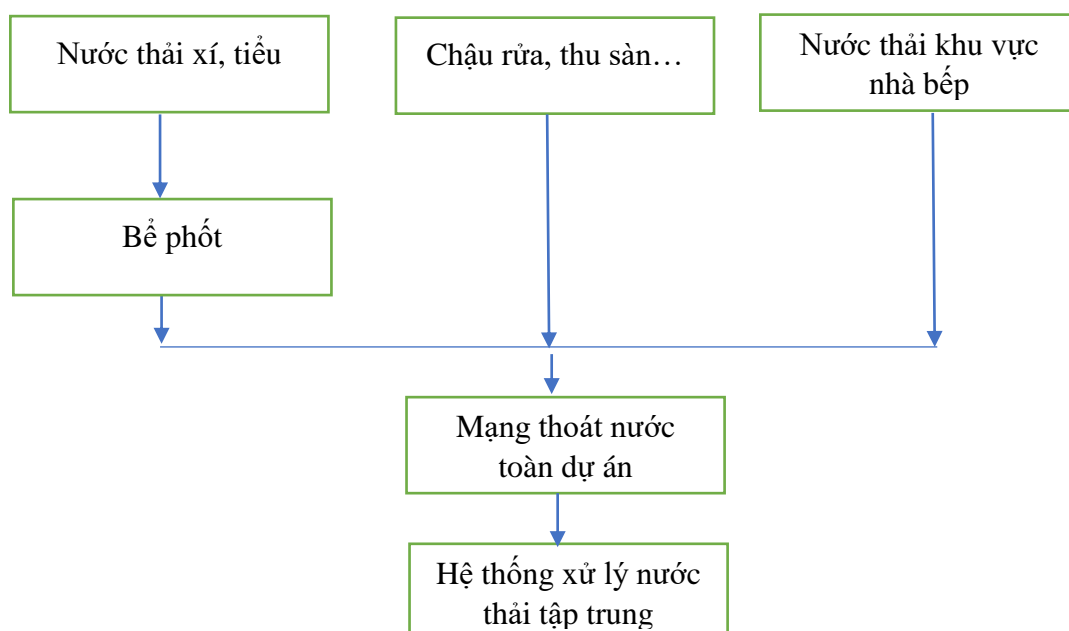 Nước thải xí, tiểu
Chậu rửa, thu sàn…
Nước thải khu vực
nhà bếp
Bể phốt
Mạng thoát nước
toàn dự án
Hệ thống xử lý nước
thải tập trung